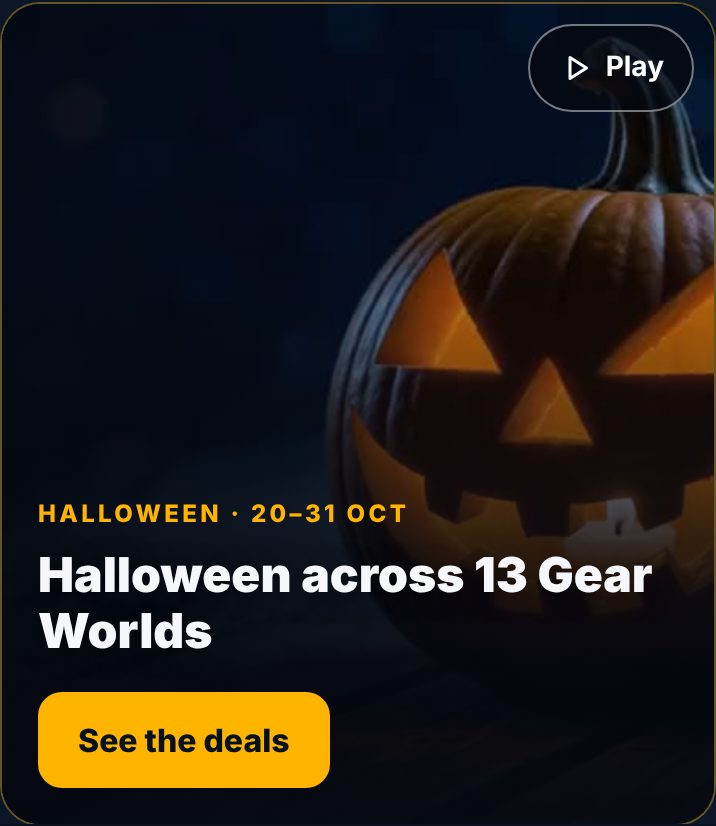 Play
HALLOWEEN · 20–31 OCT
Halloween across 13 Gear
Worlds
See the deals